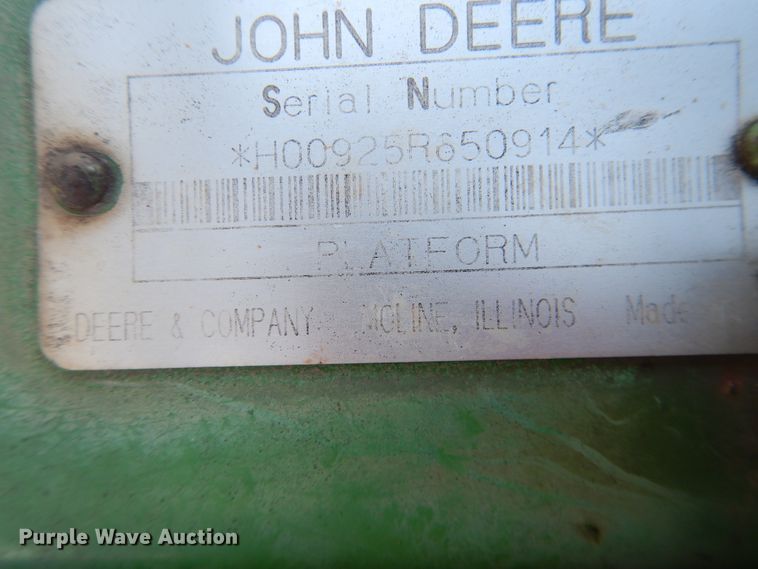 JOHN DEERE
Serial Number
*H00925R650914*
PLATFORM
DEERE & COMPANY MOLINE, ILLINOIS Made
Purple Wave Auction